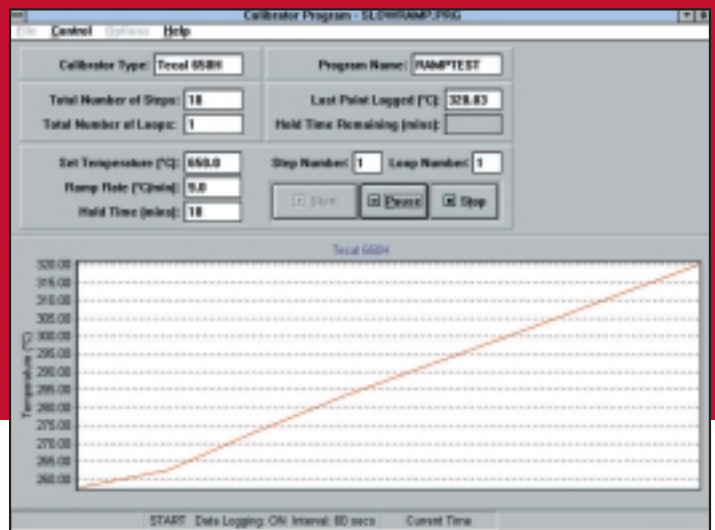 Calibrator Program - SLOWRAMP.PRG
File Control Options Help
Calibrator Type: Tecal 650H
Program Name: RAMPTEST
Total Number of Steps: 10
Last Point Logged (°C): 320.03
Total Number of Loops: 1
Hold Time Remaining (mins):
Set Temperature (°C): 650.0
Step Number: 1 Loop Number: 1
Ramp Rate (°C/min): 9.0
Start Pause Stop
Hold Time (mins): 10
Tecal 650H
Temperature (°C)
320.00
315.00
310.00
305.00
300.00
295.00
290.00
285.00
280.00
275.00
270.00
265.00
260.00
START Data Logging: ON Interval: 60 secs Current Time